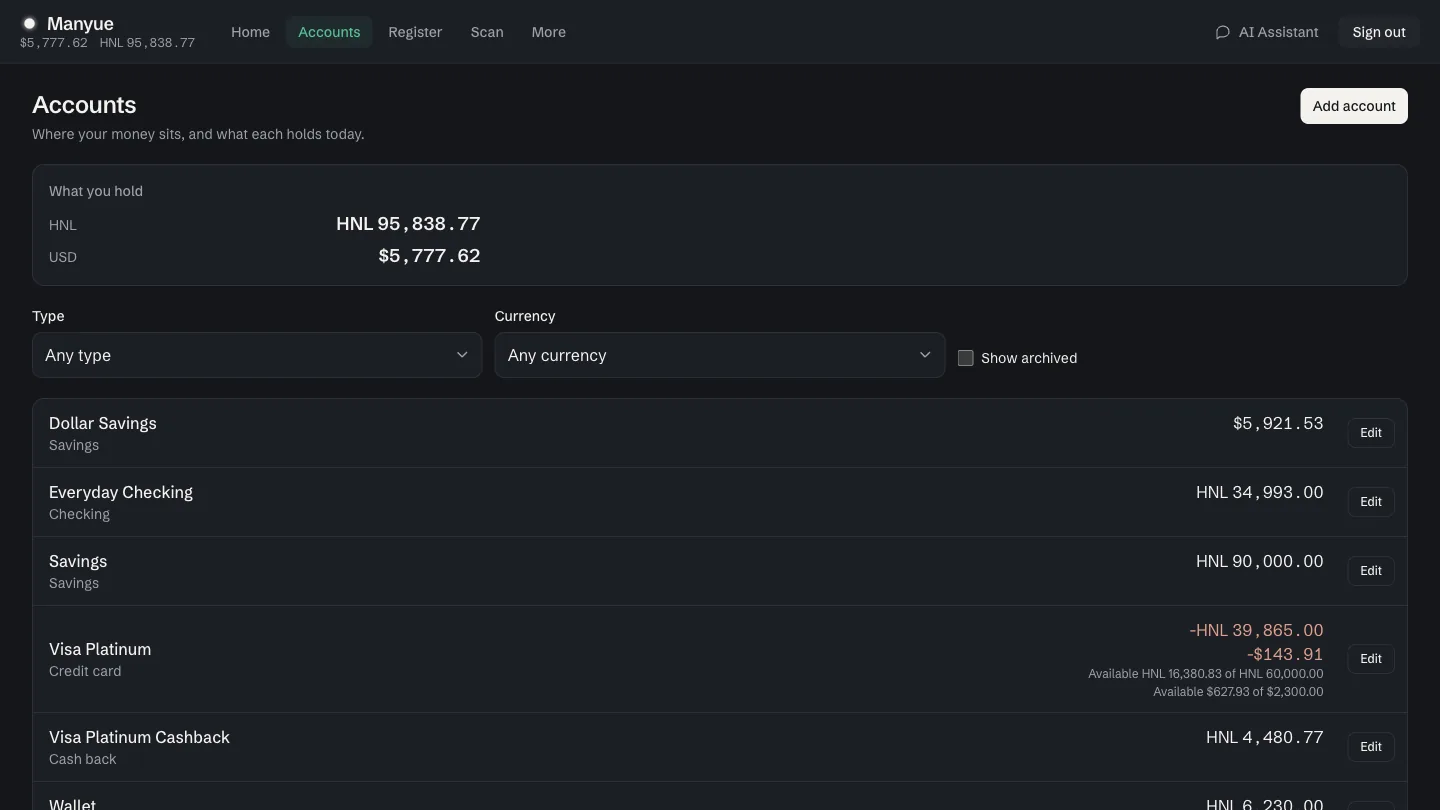 Manyue
$5,777.62 HNL 95,838.77
Home
Accounts
Register
Scan
More
AI Assistant
Sign out
Accounts
Add account
Where your money sits, and what each holds today.
What you hold
HNL HNL 95,838.77
USD $5,777.62
Type
Currency
Any type
Any currency
Show archived
Dollar Savings
$5,921.53
Savings
Edit
Everyday Checking
HNL 34,993.00
Checking
Edit
Savings
HNL 90,000.00
Savings
Edit
Visa Platinum
Credit card
-HNL 39,865.00
-$143.91
Available HNL 16,380.83 of HNL 60,000.00
Available $627.93 of $2,300.00
Edit
Visa Platinum Cashback
HNL 4,480.77
Cash back
Edit
Wallet
HNL 6,230.00